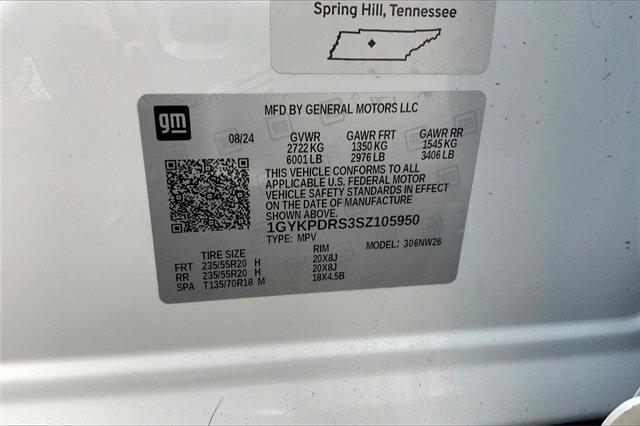 Spring Hill, Tennessee
gm
MFD BY GENERAL MOTORS LLC
08/24 GVWR GAWR FRT GAWR RR
2722 KG 1350 KG 1545 KG
6001 LB 2976 LB 3406 LB
THIS VEHICLE CONFORMS TO ALL
APPLICABLE U.S. FEDERAL MOTOR
VEHICLE SAFETY STANDARDS IN EFFECT
ON THE DATE OF MANUFACTURE
SHOWN ABOVE.
1GYKPDRS3SZ105950
TYPE: MPV MODEL: 306NW26
TIRE SIZE RIM
FRT 235/55R20 H 20X8J
RR 235/55R20 H 20X8J
SPA T135/70R18 M 18X4.5B